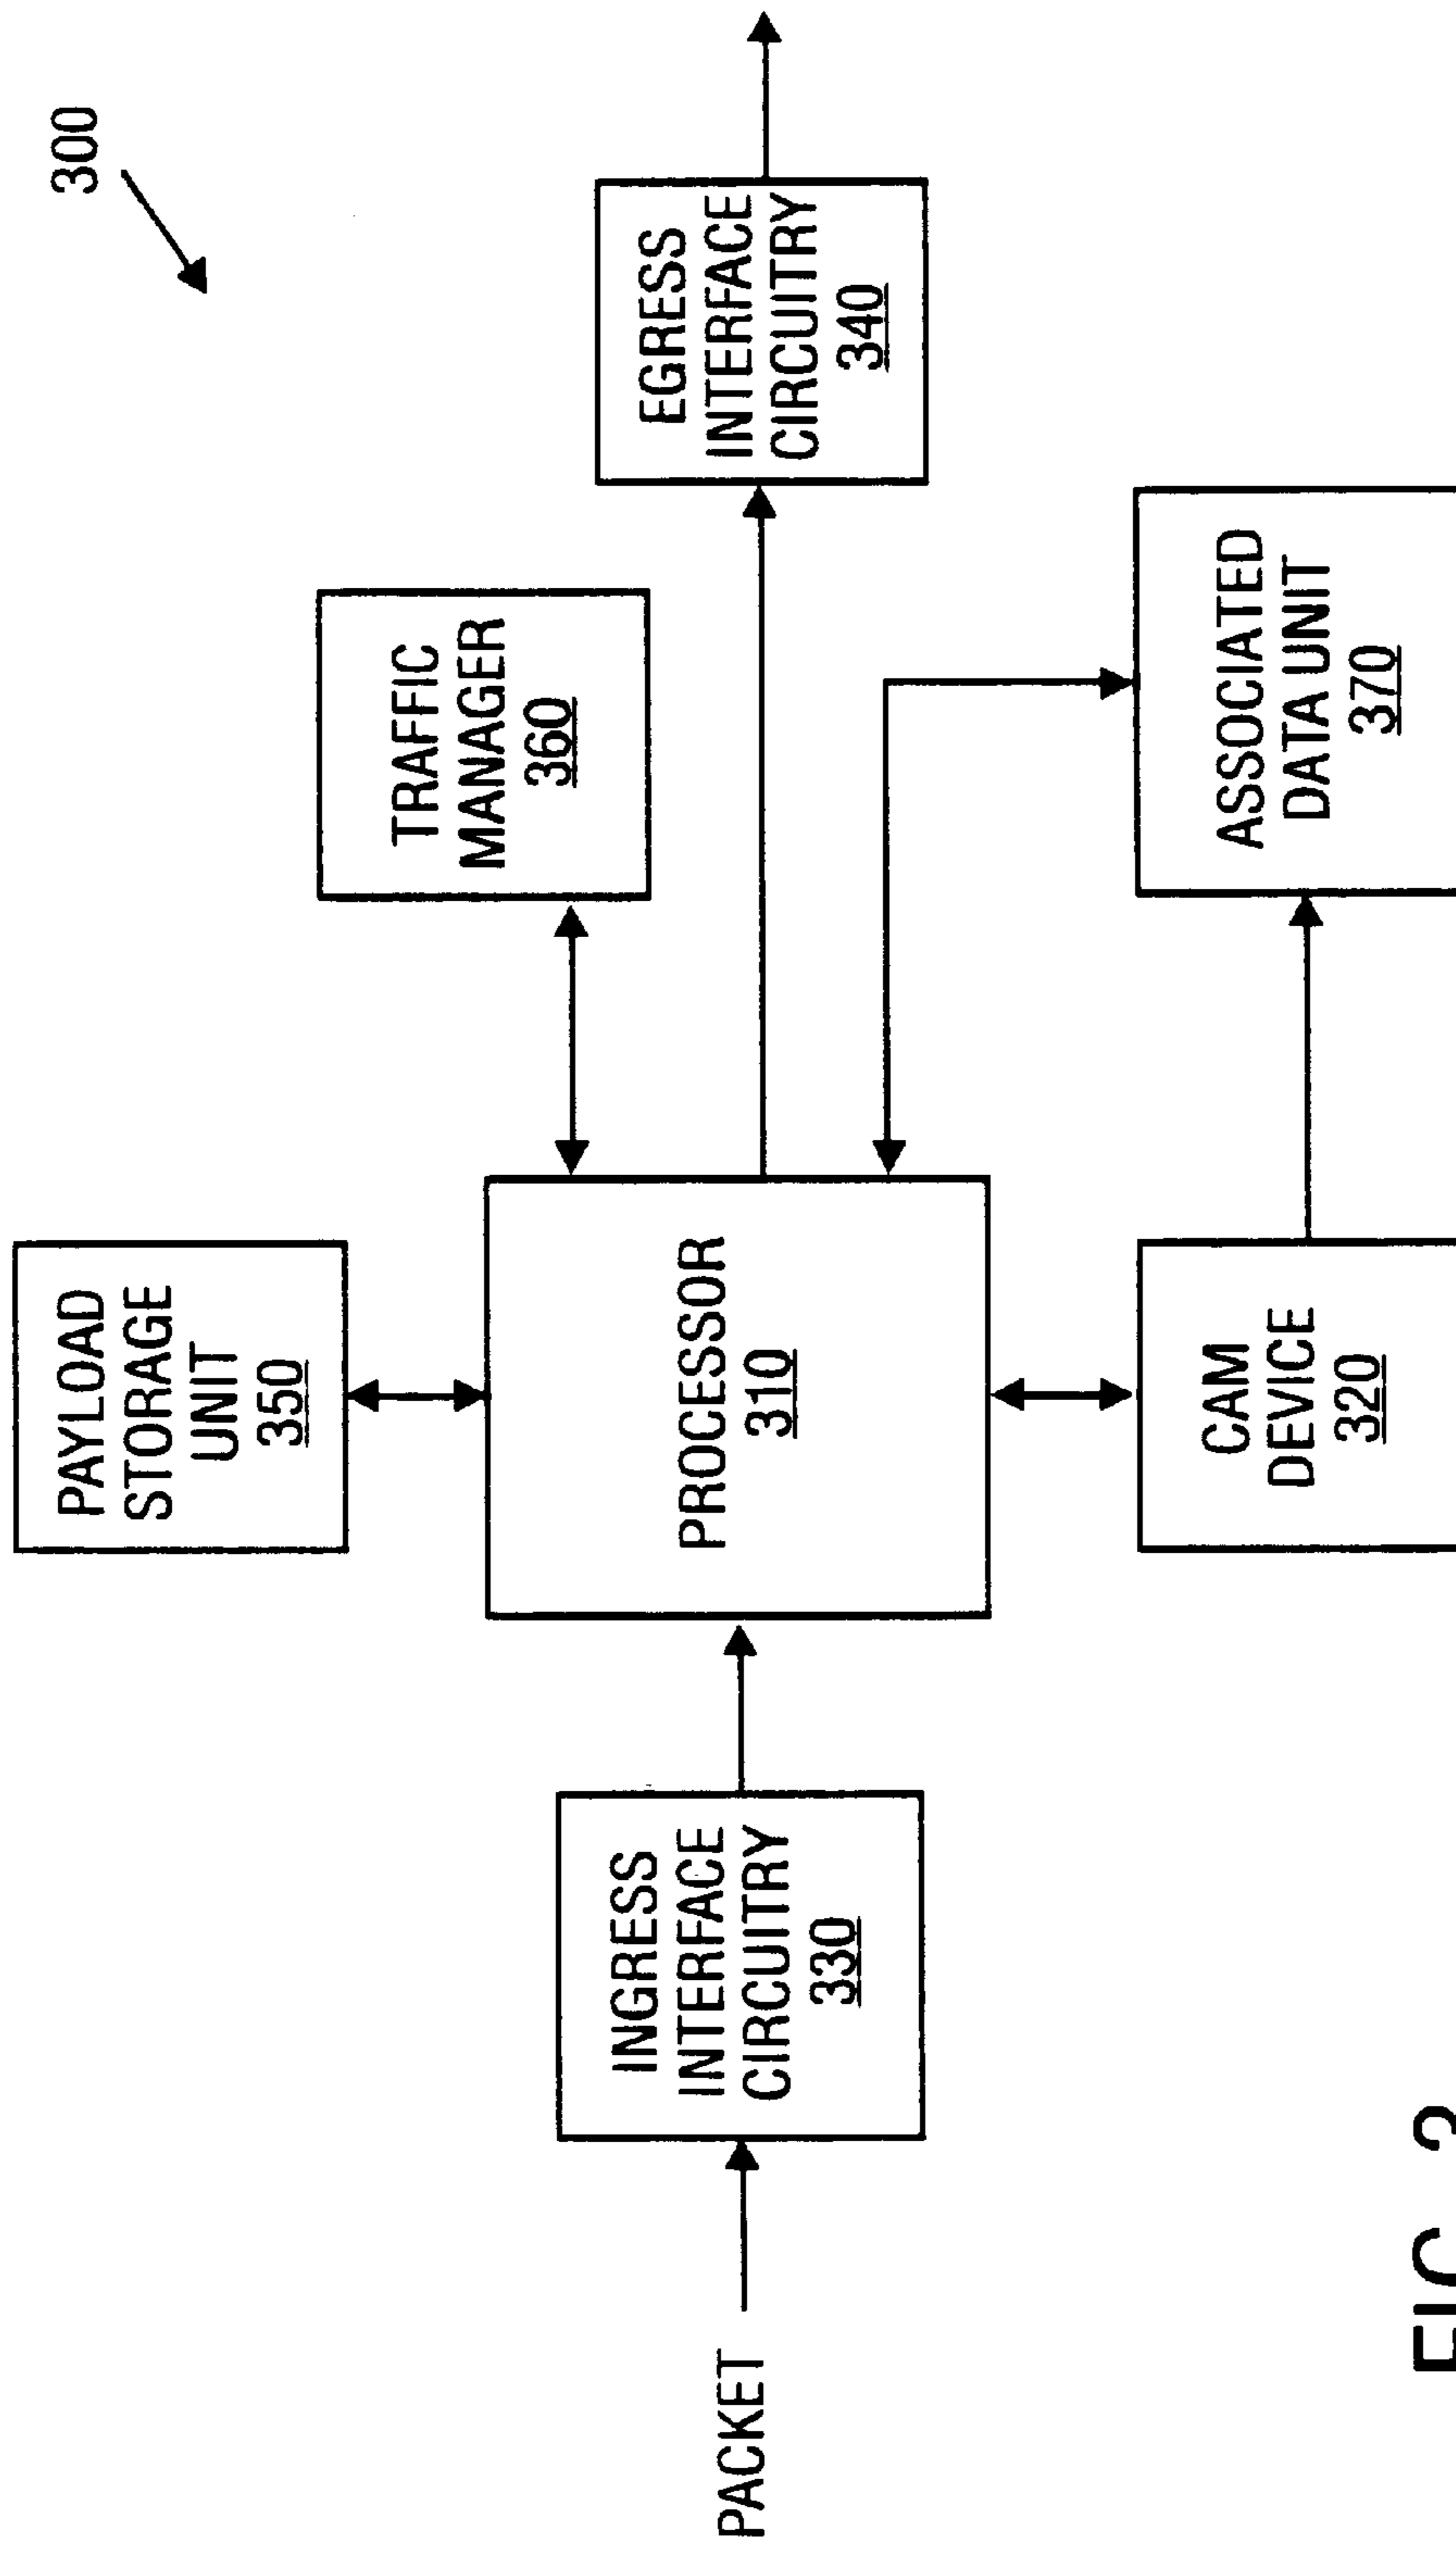 300
PAYLOAD
STORAGE
UNIT
350
TRAFFIC
MANAGER
360
PACKET
INGRESS
INTERFACE
CIRCUITRY
330
PROCESSOR
310
EGRESS
INTERFACE
CIRCUITRY
340
CAM
DEVICE
320
ASSOCIATED
DATA UNIT
370